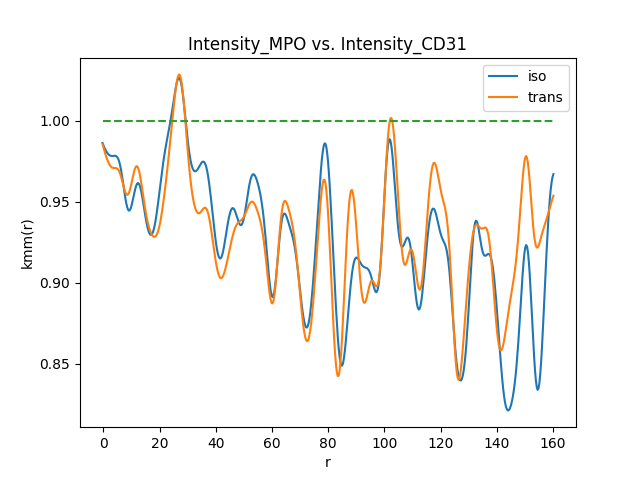 Intensity_MPO vs. Intensity_CD31
iso
trans
1.00
0.95
0.90
0.85
kmm(r)
0 20 40 60 80 100 120 140 160
r